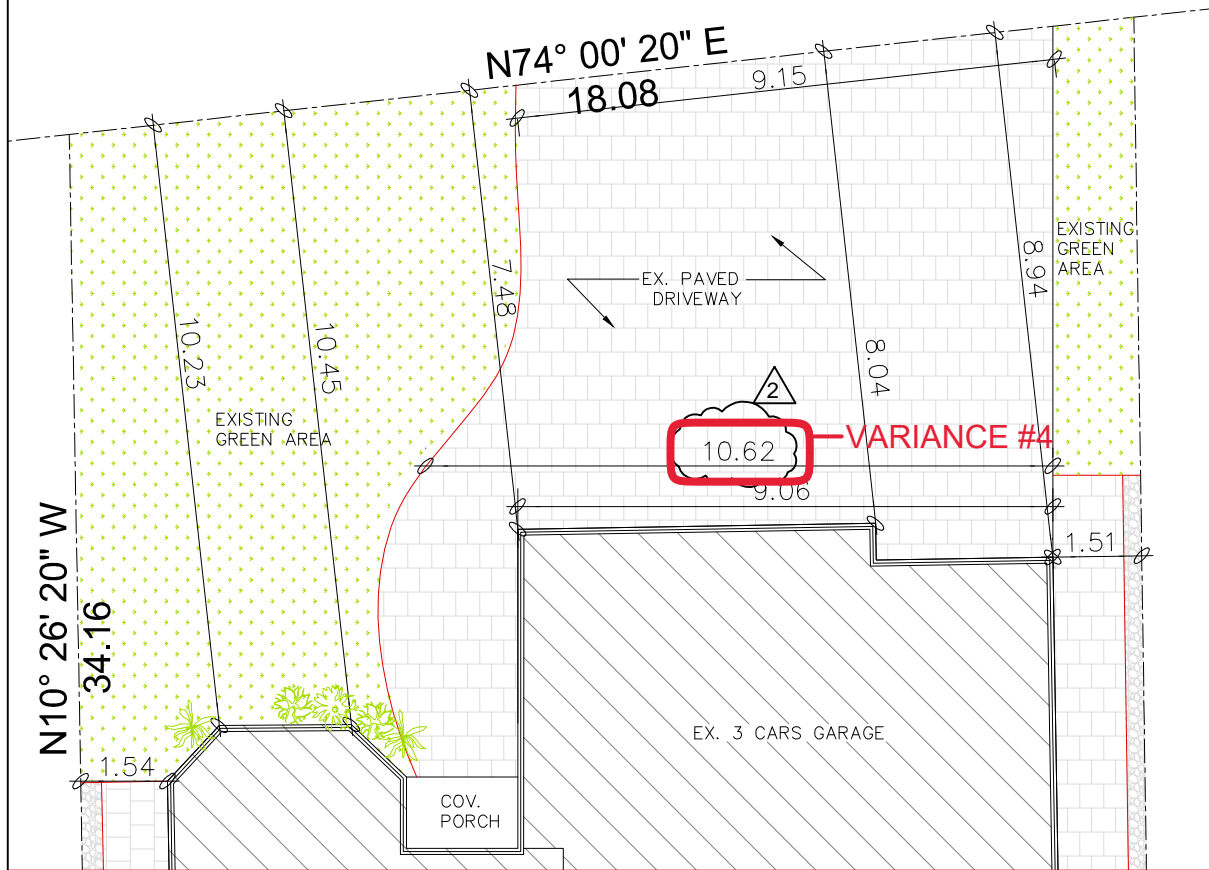 N74° 00' 20" E
18.08
9.15
EXISTING
GREEN
AREA
EX. PAVED
DRIVEWAY
7.48
8.94
10.23
10.45
8.04
EXISTING
GREEN AREA
2
10.62
VARIANCE #4
9.06
1.51
N10° 26' 20" W
34.16
EX. 3 CARS GARAGE
1.54
COV.
PORCH